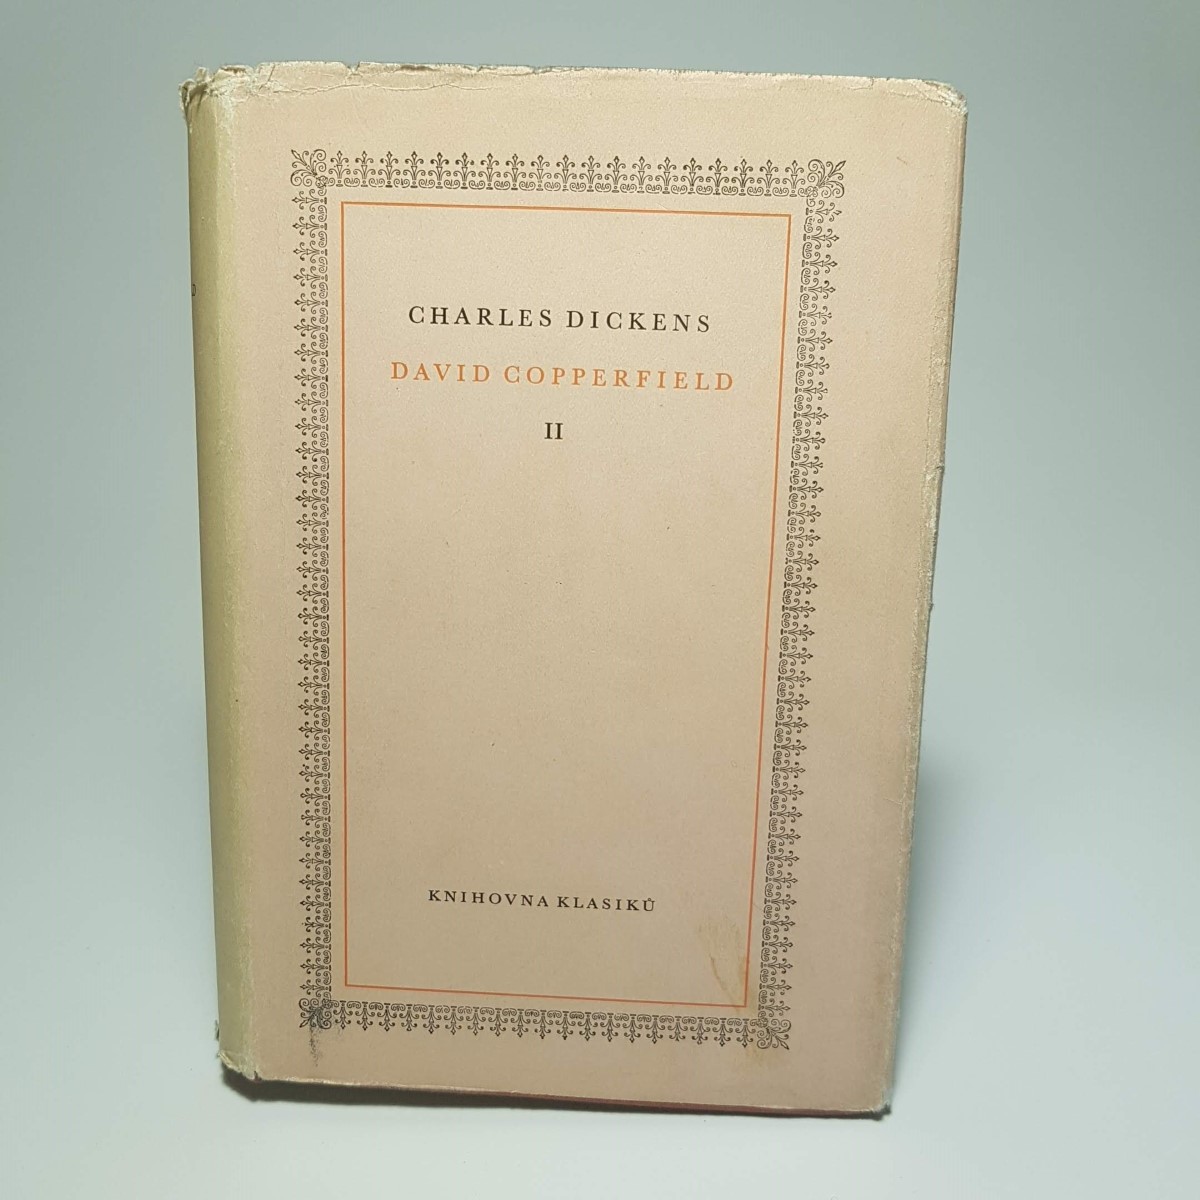 CHARLES DICKENS
DAVID COPPERFIELD
II
KNIHOVNA KLASIKŮ